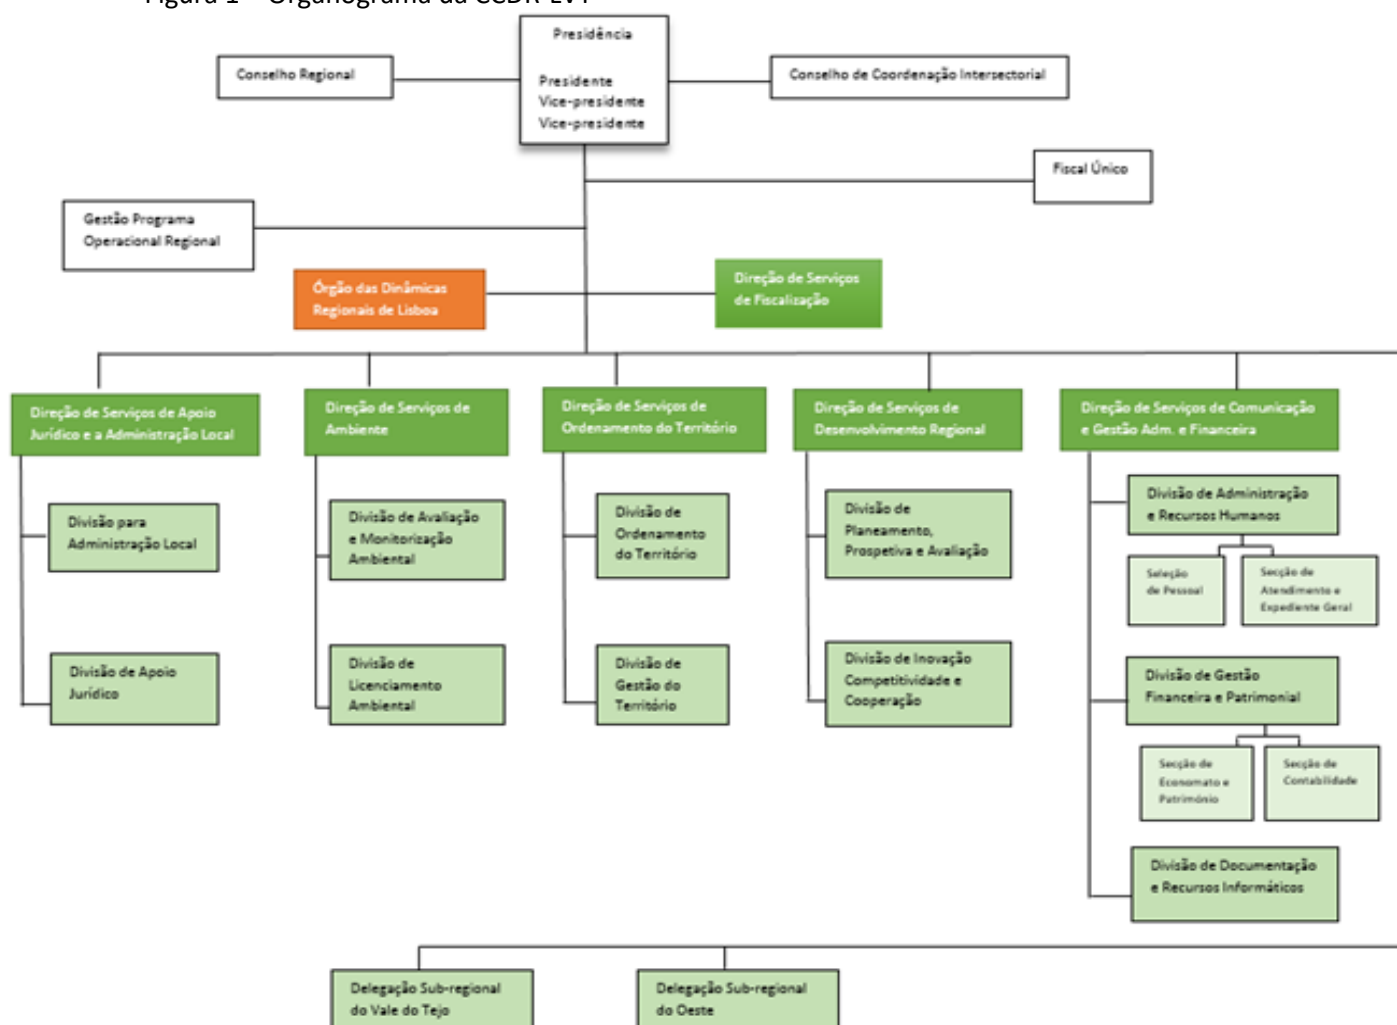 Figura 1 – Organograma da CCDR-LVT
Presidência
Presidente
Vice-presidente
Vice-presidente
Conselho Regional
Conselho de Coordenação Intersectorial
Fiscal Único
Gestão Programa
Operacional Regional
Órgão das Dinâmicas
Regionais de Lisboa
Direção de Serviços
de Fiscalização
Direção de Serviços de Apoio
Jurídico e a Administração Local
Direção de Serviços de
Ambiente
Direção de Serviços de
Ordenamento do Território
Direção de Serviços de
Desenvolvimento Regional
Direção de Serviços de Comunicação
e Gestão Adm. e Financeira
Divisão para
Administração Local
Divisão de Avaliação
e Monitorização
Ambiental
Divisão de
Ordenamento
do Território
Divisão de
Planeamento,
Prospetiva e Avaliação
Divisão de Administração
e Recursos Humanos
Seleção
de Pessoal
Secção de
Atendimento e
Expediente Geral
Divisão de Apoio
Jurídico
Divisão de
Licenciamento
Ambiental
Divisão de
Gestão do
Território
Divisão de Inovação
Competitividade e
Cooperação
Divisão de Gestão
Financeira e Patrimonial
Secção de
Economato e
Património
Secção de
Contabilidade
Divisão de Documentação
e Recursos Informáticos
Delegação Sub-regional
do Vale do Tejo
Delegação Sub-regional
do Oeste